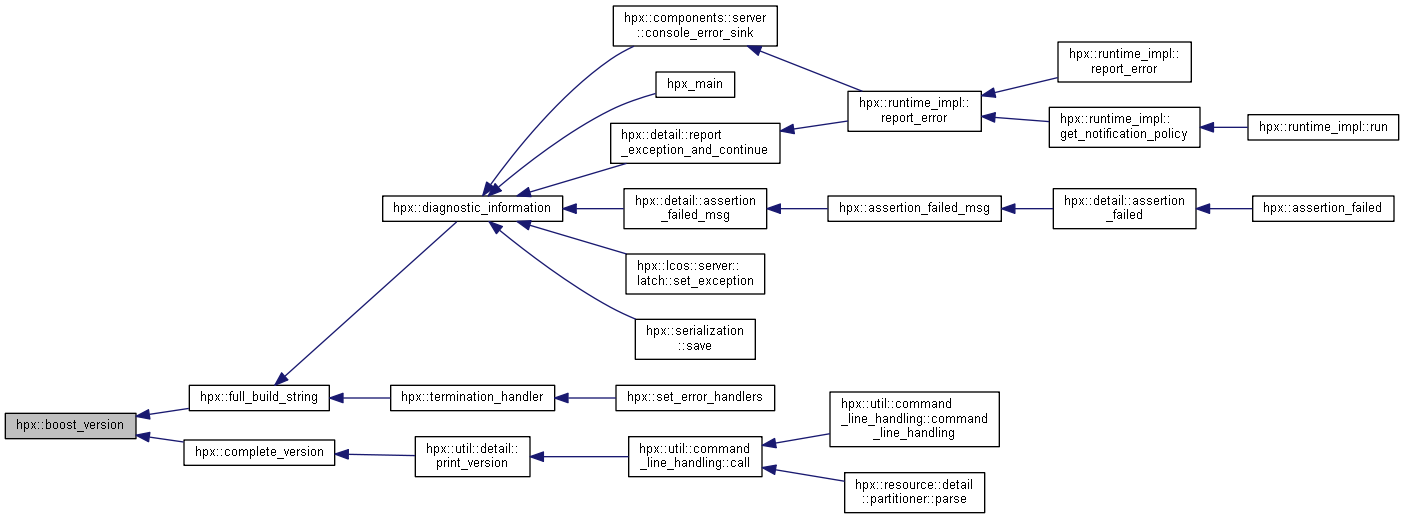 hpx::components::server
::console_error_sink
hpx::runtime_impl::
report_error
hpx_main
hpx::runtime_impl::
report_error
hpx::runtime_impl::
get_notification_policy
hpx::runtime_impl::run
hpx::detail::report
_exception_and_continue
hpx::diagnostic_information
hpx::detail::assertion
_failed_msg
hpx::assertion_failed_msg
hpx::detail::assertion
_failed
hpx::assertion_failed
hpx::lcos::server::
latch::set_exception
hpx::serialization
::save
hpx::full_build_string
hpx::termination_handler
hpx::set_error_handlers
hpx::boost_version
hpx::util::command
_line_handling::command
_line_handling
hpx::complete_version
hpx::util::detail::
print_version
hpx::util::command
_line_handling::call
hpx::resource::detail
::partitioner::parse